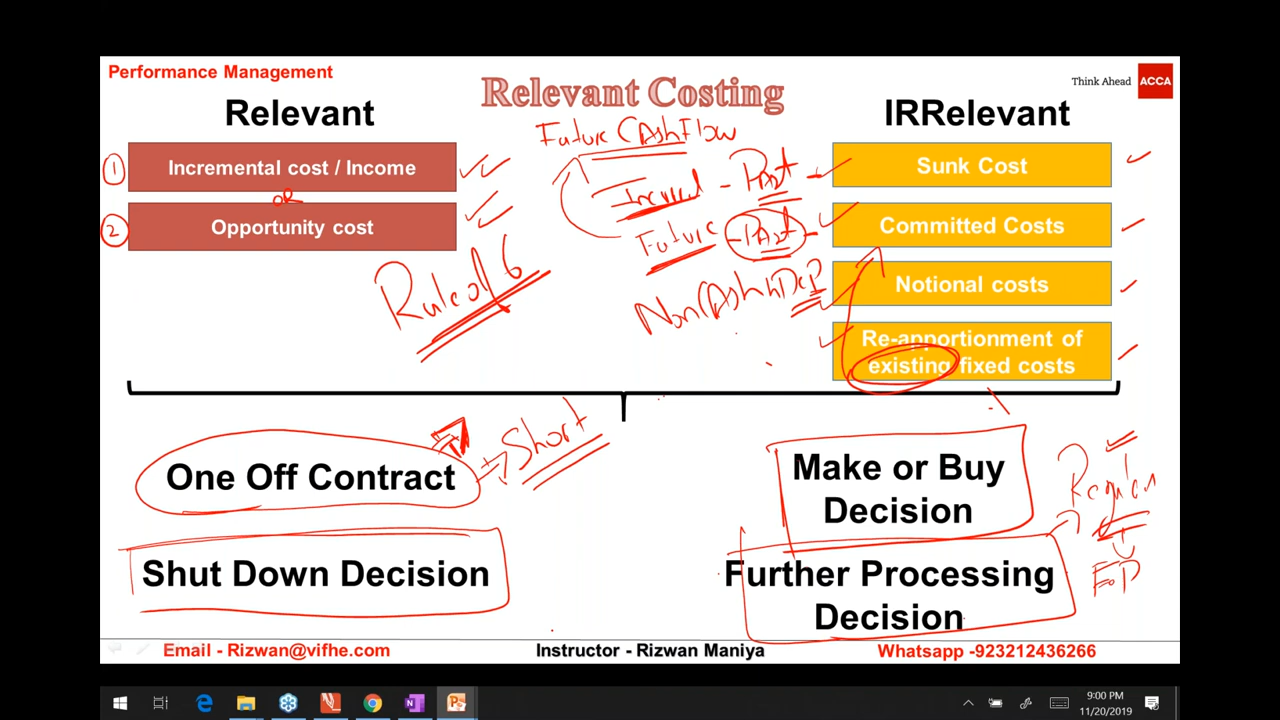 Performance Management
Relevant Costing
Think Ahead ACCA
Relevant
IRRelevant
Future CAshFlow
1 Incremental cost / Income
OR
2 Opportunity cost
Rule of 6
Incurred - Past
Future - Past -
NonCAsh Dep
Sunk Cost
Committed Costs
Notional costs
Re-apportionment of
existing fixed costs
One Off Contract
Short
Make or Buy
Decision
Shut Down Decision
Further Processing
Decision
Email - Rizwan@vifhe.com
Instructor - Rizwan Maniya
Whatsapp -923212436266
9:00 PM
11/20/2019